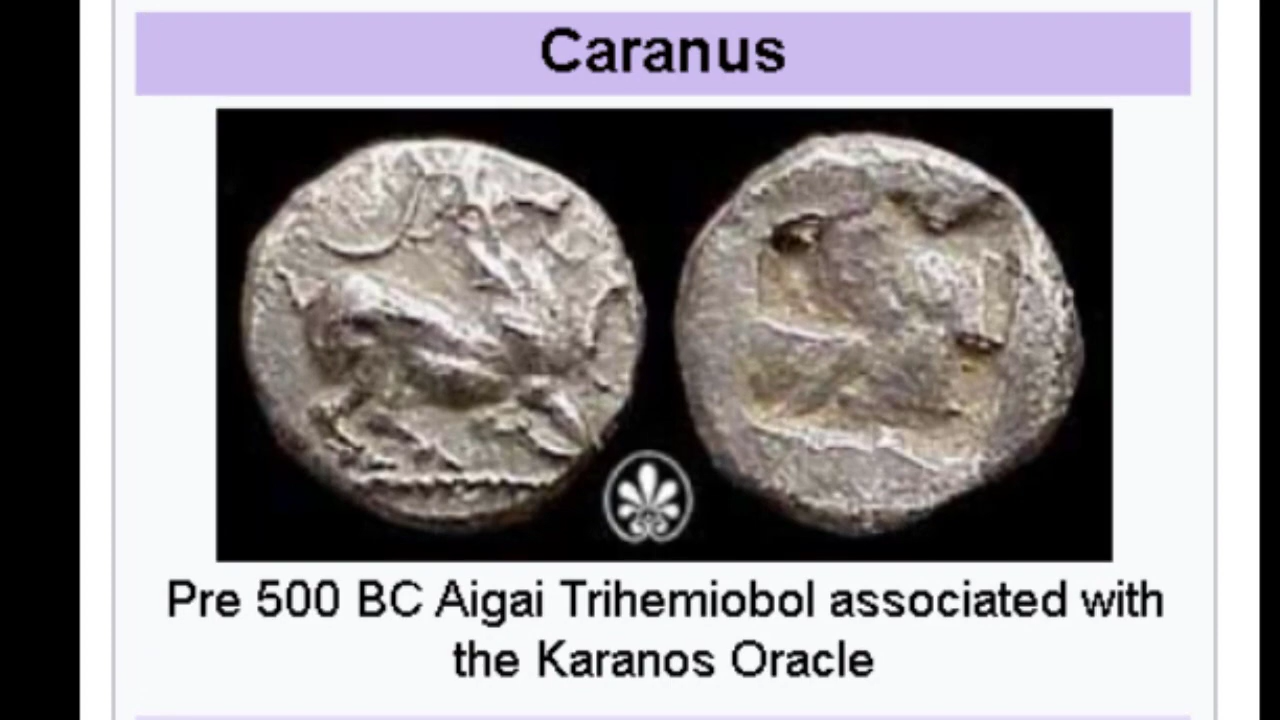 Caranus
Pre 500 BC Aigai Trihemiobol associated with
the Karanos Oracle